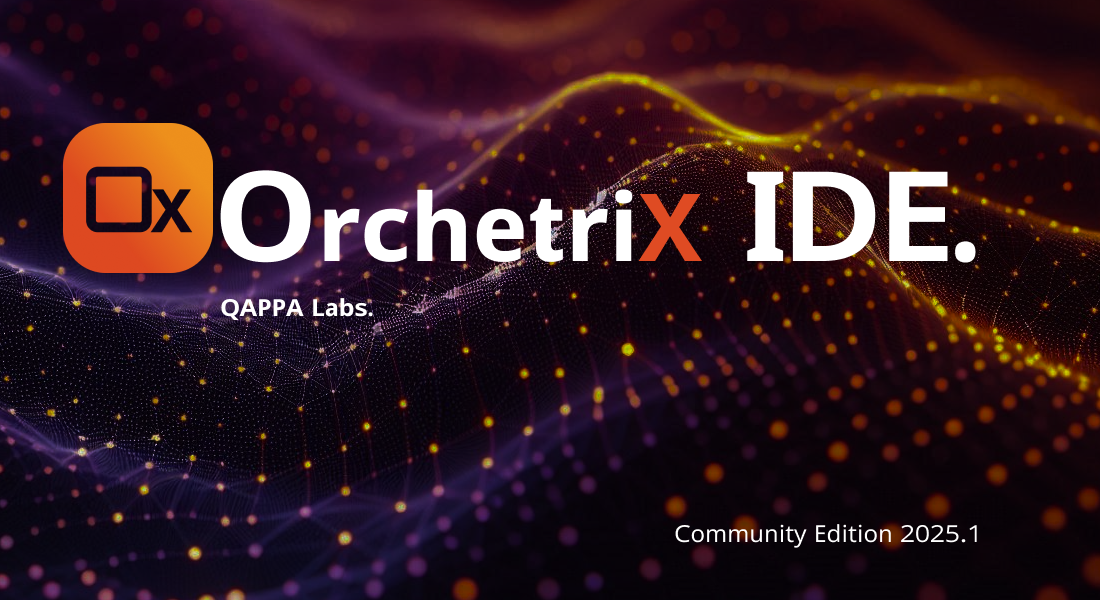 Ox
OrchetriX IDE.
QAPPA Labs.
Community Edition 2025.1